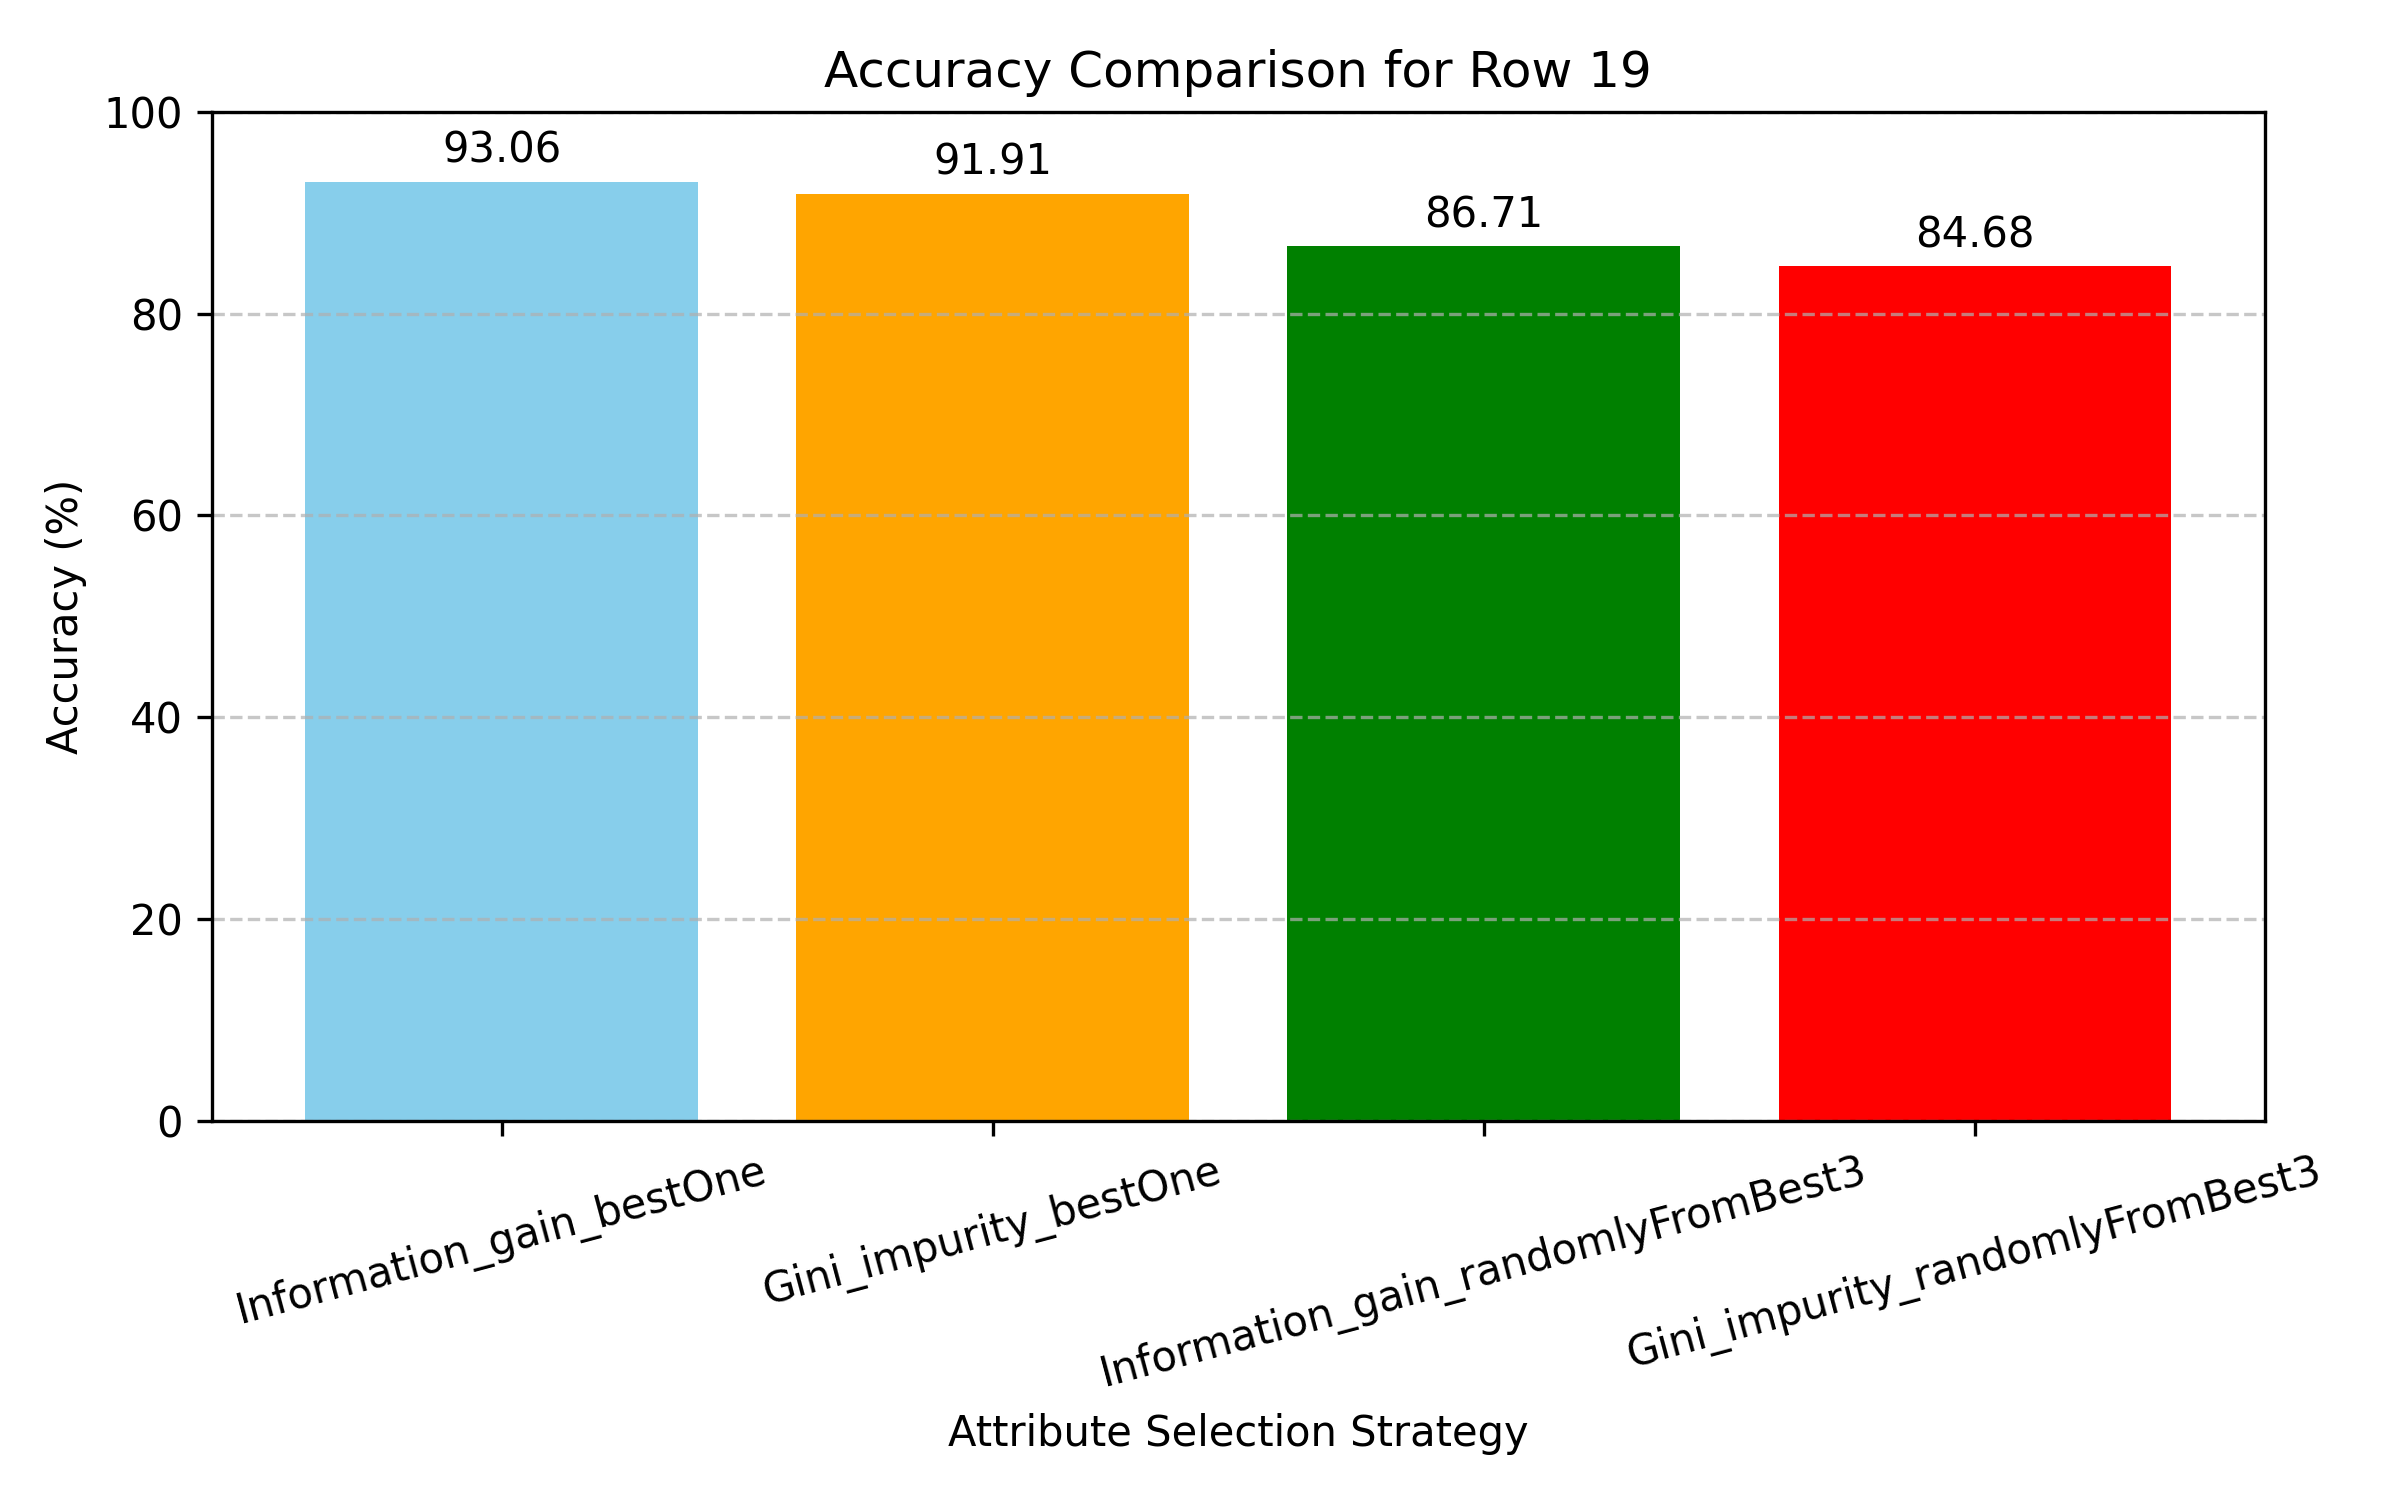 Accuracy Comparison for Row 19
100
80
60
40
20
0
Accuracy (%)
93.06
91.91
86.71
84.68
Information_gain_bestOne
Gini_impurity_bestOne
Information_gain_randomlyFromBest3
Gini_impurity_randomlyFromBest3
Attribute Selection Strategy